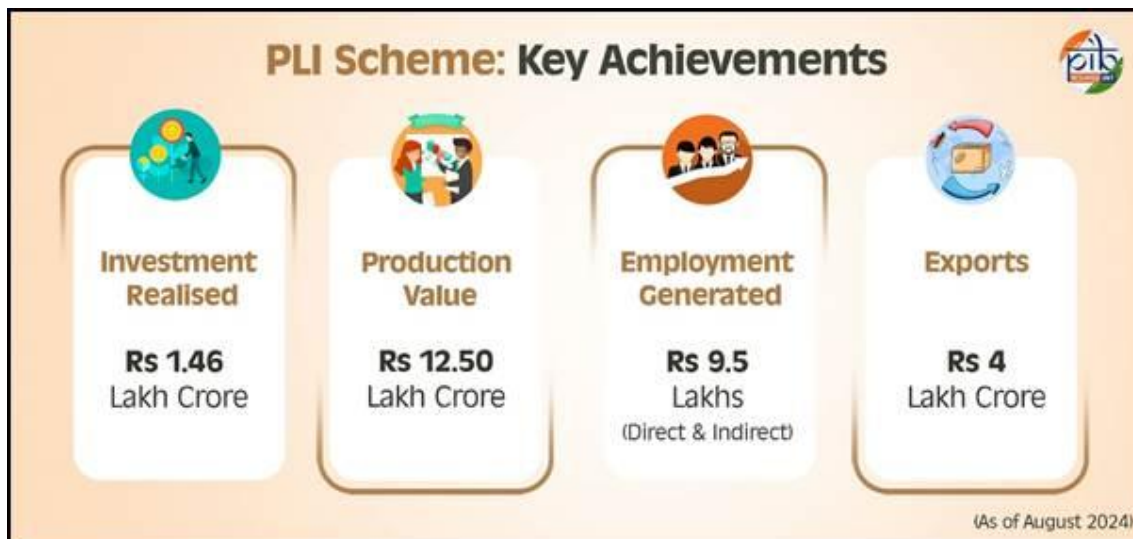 PLI Scheme: Key Achievements
pib
Investment
Realised
Rs 1.46
Lakh Crore
Production
Value
Rs 12.50
Lakh Crore
Employment
Generated
Rs 9.5
Lakhs
(Direct & Indirect)
Exports
Rs 4
Lakh Crore
(As of August 2024)